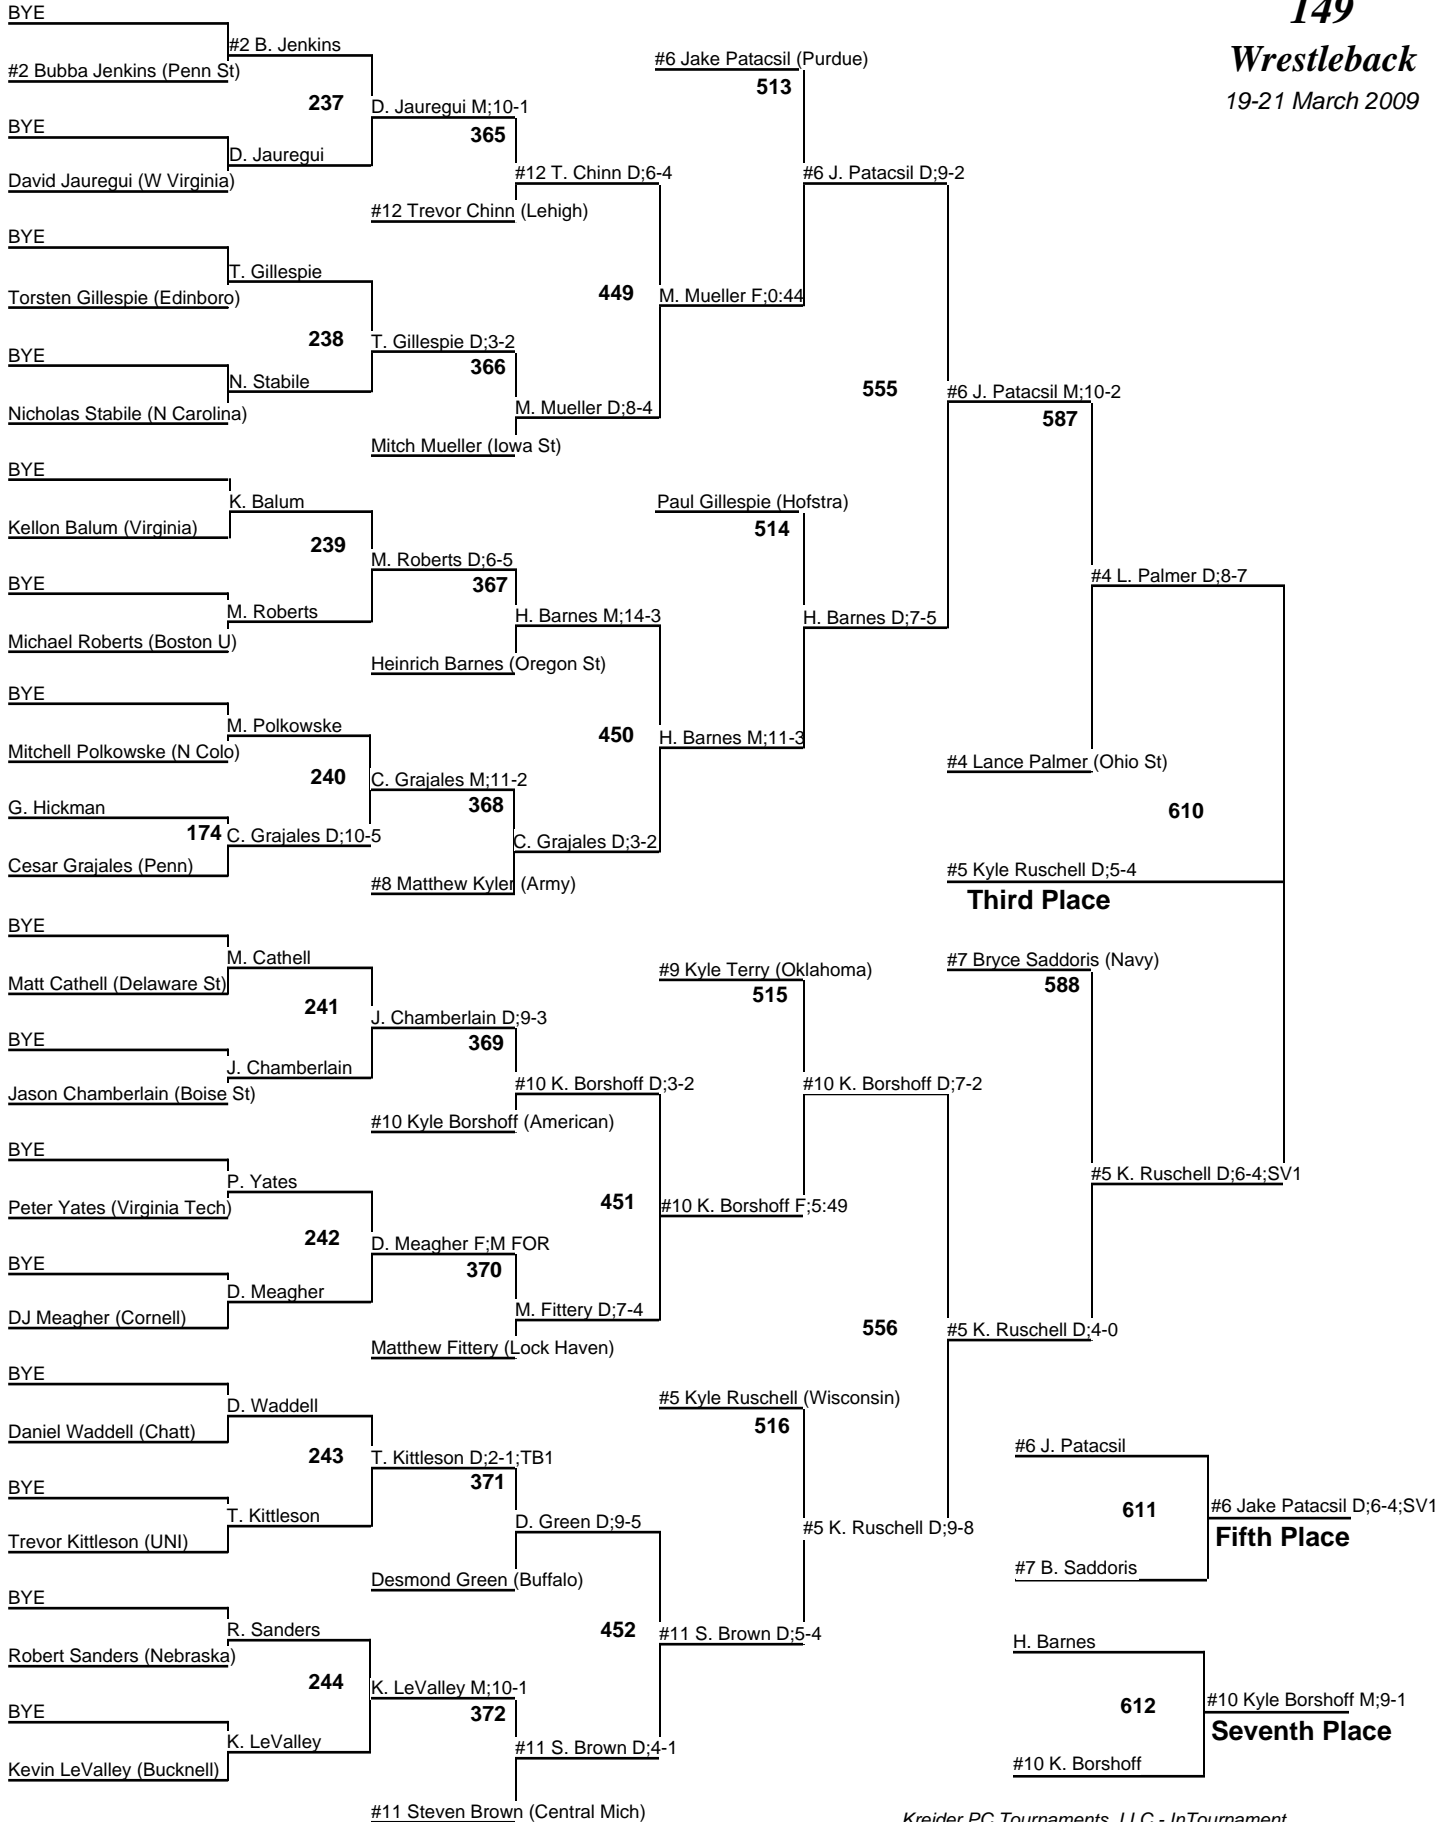 149
Wrestleback
19-21 March 2009
BYE
#2 B. Jenkins
#2 Bubba Jenkins (Penn St)
237
D. Jauregui M;10-1
BYE
365
D. Jauregui
David Jauregui (W Virginia)
#12 T. Chinn D;6-4
#12 Trevor Chinn (Lehigh)
BYE
T. Gillespie
Torsten Gillespie (Edinboro)
449
M. Mueller F;0:44
238
T. Gillespie D;3-2
BYE
366
N. Stabile
Nicholas Stabile (N Carolina)
M. Mueller D;8-4
Mitch Mueller (Iowa St)
#6 Jake Patacsil (Purdue)
513
#6 J. Patacsil D;9-2
555
#6 J. Patacsil M;10-2
587
BYE
K. Balum
Kellon Balum (Virginia)
239
M. Roberts D;6-5
BYE
367
M. Roberts
Michael Roberts (Boston U)
H. Barnes M;14-3
Heinrich Barnes (Oregon St)
BYE
M. Polkowske
Mitchell Polkowske (N Colo)
450
H. Barnes M;11-3
240
C. Grajales M;11-2
G. Hickman
368
174
C. Grajales D;10-5
Cesar Grajales (Penn)
C. Grajales D;3-2
#8 Matthew Kyler (Army)
Paul Gillespie (Hofstra)
514
H. Barnes D;7-5
#4 L. Palmer D;8-7
#4 Lance Palmer (Ohio St)
610
#5 Kyle Ruschell D;5-4
Third Place
BYE
M. Cathell
Matt Cathell (Delaware St)
241
J. Chamberlain D;9-3
BYE
369
J. Chamberlain
Jason Chamberlain (Boise St)
#10 K. Borshoff D;3-2
#10 Kyle Borshoff (American)
BYE
P. Yates
Peter Yates (Virginia Tech)
451
#10 K. Borshoff F;5:49
242
D. Meagher F;M FOR
BYE
370
D. Meagher
DJ Meagher (Cornell)
M. Fittery D;7-4
Matthew Fittery (Lock Haven)
#9 Kyle Terry (Oklahoma)
515
#10 K. Borshoff D;7-2
#7 Bryce Saddoris (Navy)
588
#5 K. Ruschell D;6-4;SV1
556
#5 K. Ruschell D;4-0
BYE
D. Waddell
Daniel Waddell (Chatt)
243
T. Kittleson D;2-1;TB1
BYE
371
T. Kittleson
Trevor Kittleson (UNI)
D. Green D;9-5
Desmond Green (Buffalo)
BYE
R. Sanders
Robert Sanders (Nebraska)
452
#11 S. Brown D;5-4
244
K. LeValley M;10-1
BYE
372
K. LeValley
Kevin LeValley (Bucknell)
#11 S. Brown D;4-1
#11 Steven Brown (Central Mich)
#5 Kyle Ruschell (Wisconsin)
516
#5 K. Ruschell D;9-8
#6 J. Patacsil
611
#6 Jake Patacsil D;6-4;SV1
Fifth Place
#7 B. Saddoris
H. Barnes
612
#10 Kyle Borshoff M;9-1
Seventh Place
#10 K. Borshoff
Kreider PC Tournaments, LLC - InTournament